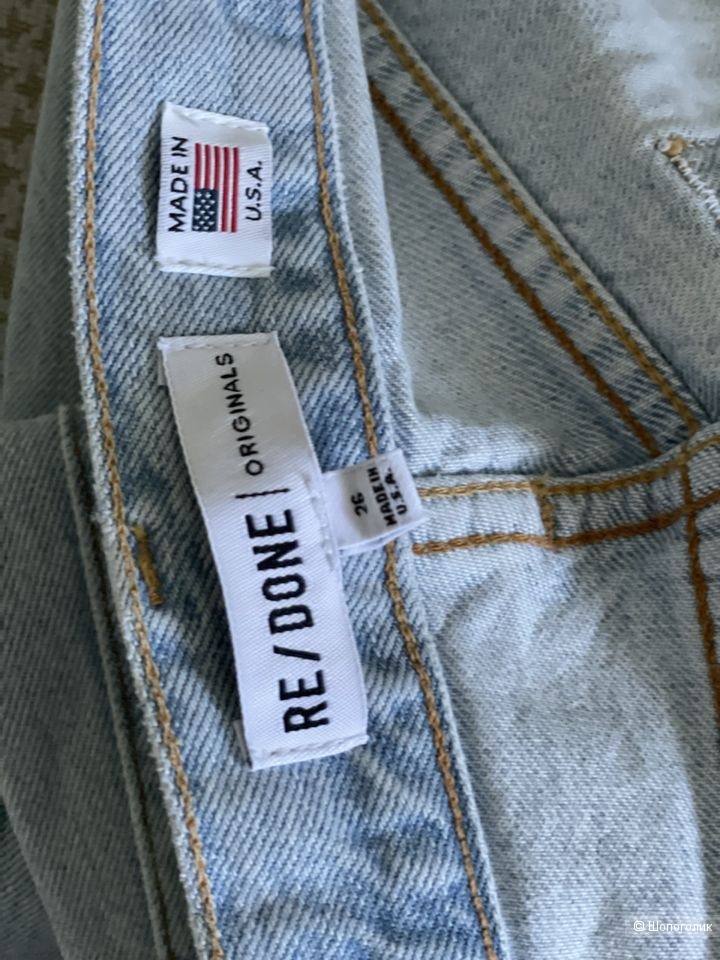 MADE IN
U.S.A.
RE/DONE | ORIGINALS
26
MADE IN
U.S.A.
© Шопоголик